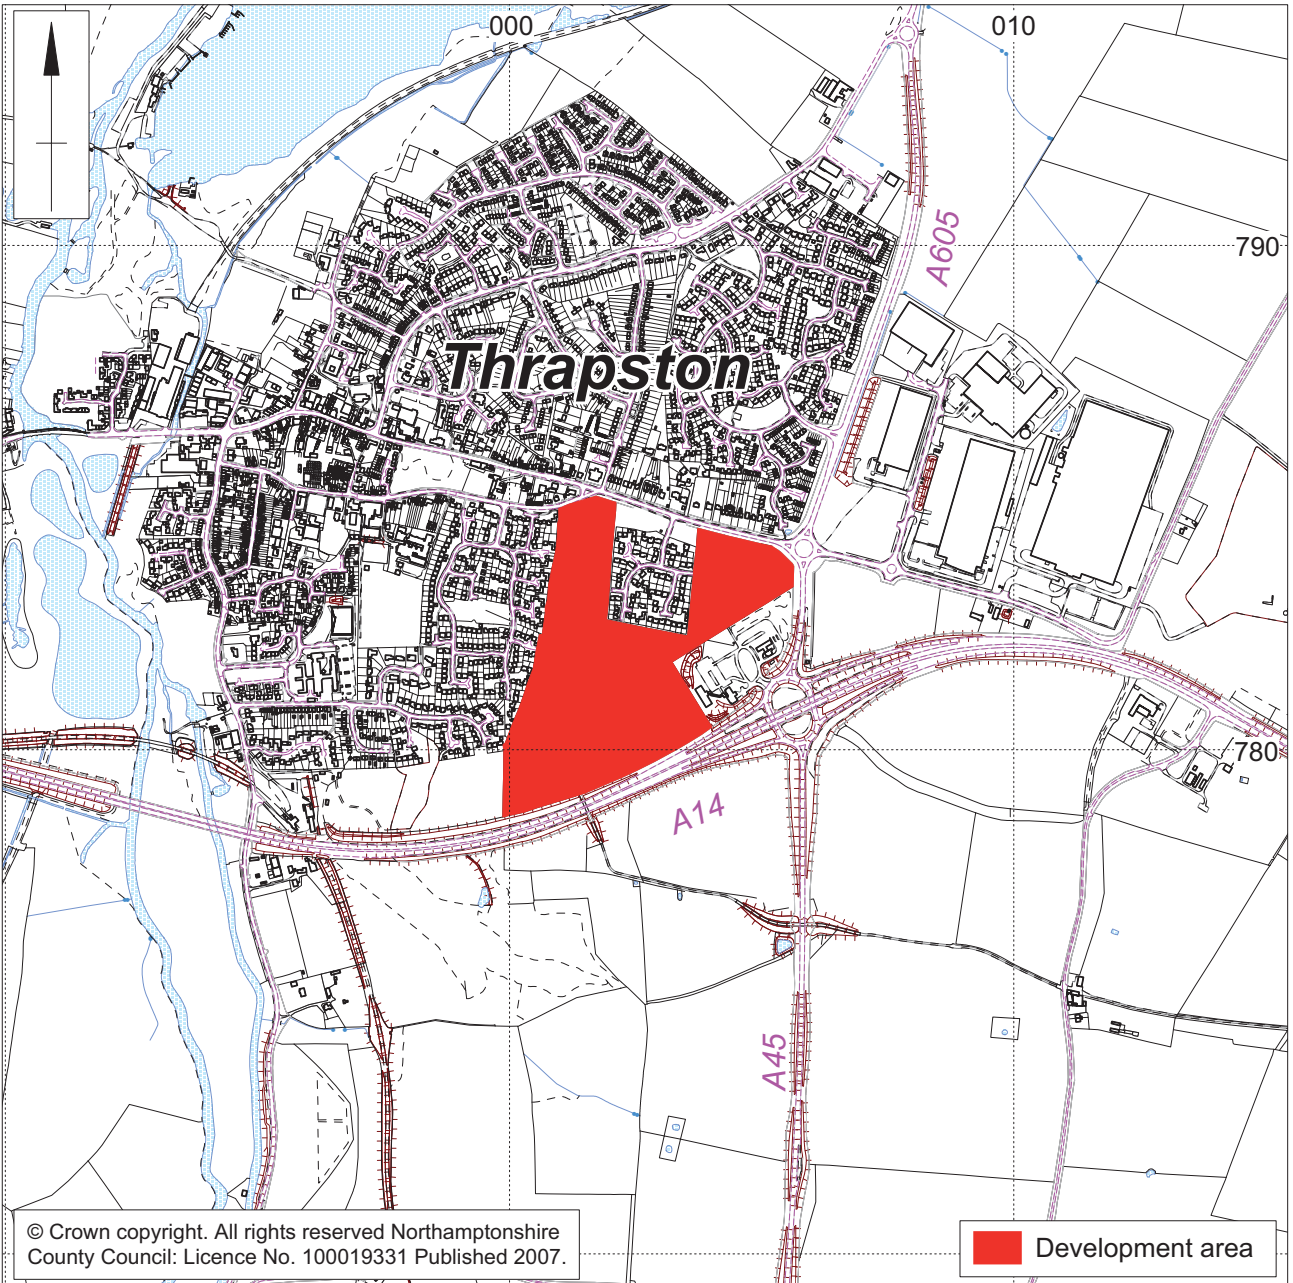 000
010
790
A605
Thrapston
780
A14
A45
© Crown copyright. All rights reserved Northamptonshire
County Council: Licence No. 100019331 Published 2007.
Development area